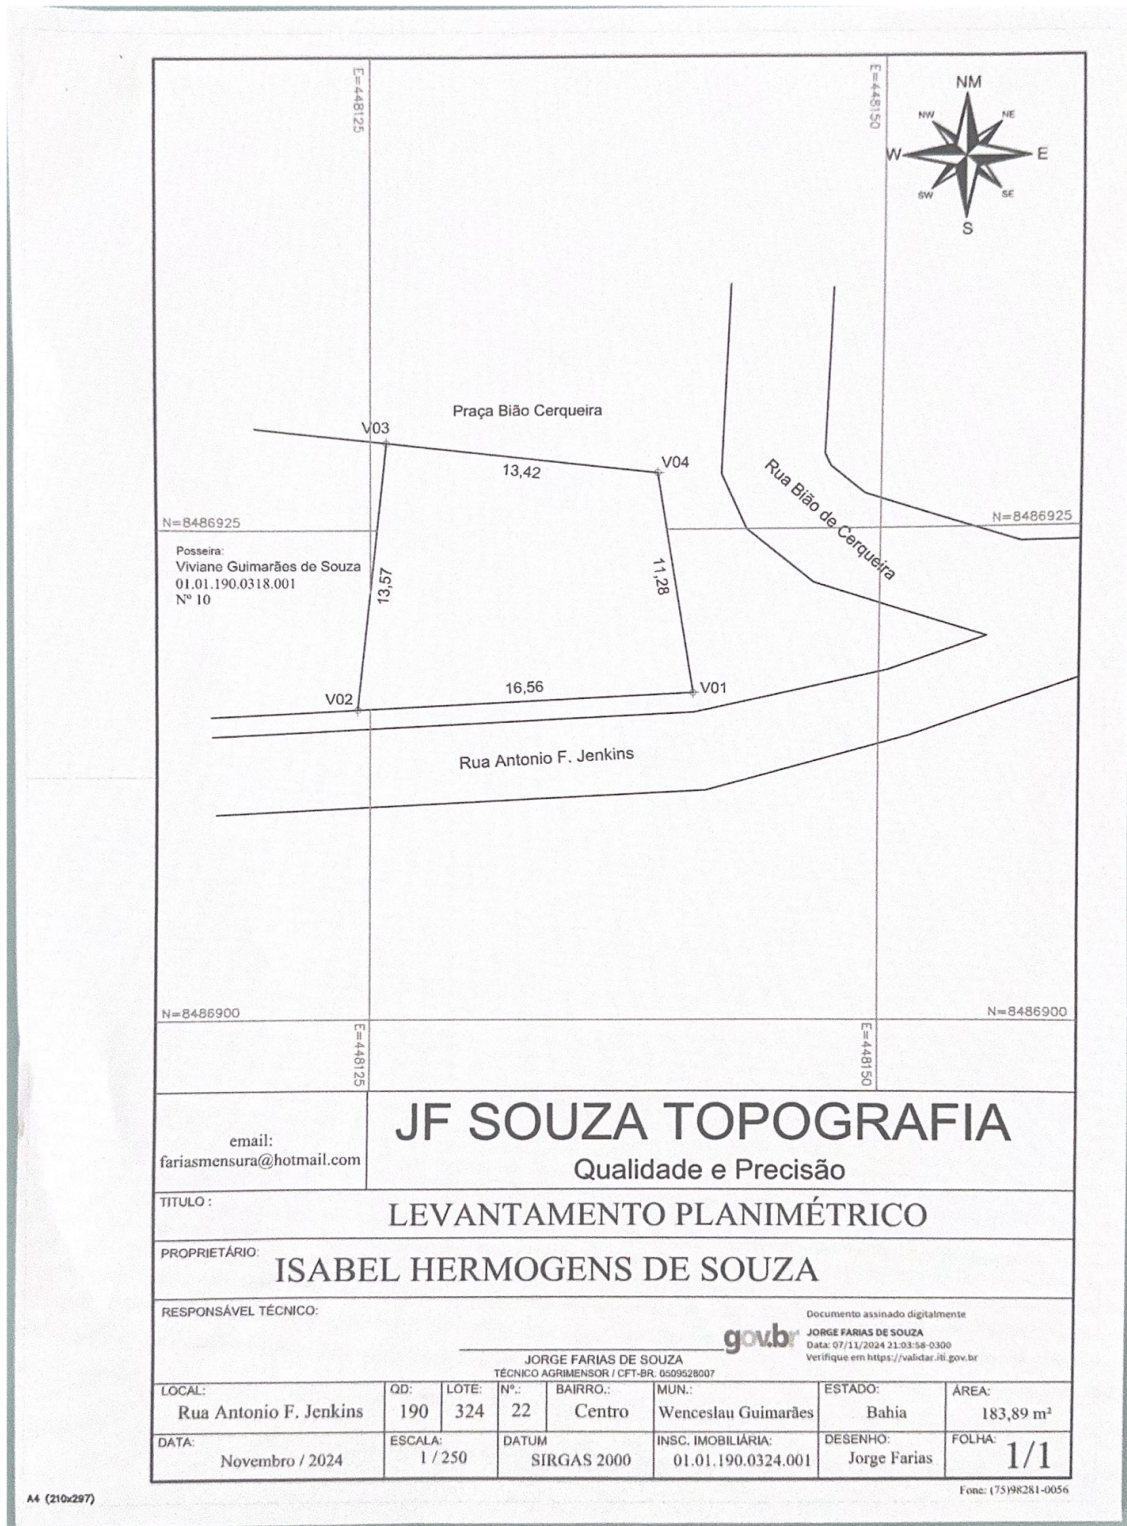 E=448125
E=448150
NM
NW
NE
W
E
SW
SE
S
Praça Bião Cerqueira
V03
13,42
V04
Rua Bião de Cerqueira
N=8486925
N=8486925
Posseira:
Viviane Guimarães de Souza
01.01.190.0318.001
Nº 10
13,57
11,28
V02
16,56
V01
Rua Antonio F. Jenkins
N=8486900
N=8486900
E=448125
E=448150
email:
fariasmensura@hotmail.com
JF SOUZA TOPOGRAFIA
Qualidade e Precisão
TITULO :
LEVANTAMENTO PLANIMÉTRICO
PROPRIETÁRIO:
ISABEL HERMOGENS DE SOUZA
RESPONSÁVEL TÉCNICO:
gov.br
Documento assinado digitalmente
JORGE FARIAS DE SOUZA
Data: 07/11/2024 21:03:58-0300
Verifique em https://validar.iti.gov.br
JORGE FARIAS DE SOUZA
TÉCNICO AGRIMENSOR / CFT-BR: 0509528007
LOCAL: QD: LOTE: Nº.: BAIRRO.: MUN.: ESTADO: ÁREA:
Rua Antonio F. Jenkins 190 324 22 Centro Wenceslau Guimarães Bahia 183,89 m²
DATA: ESCALA: DATUM INSC. IMOBILIÁRIA: DESENHO: FOLHA:
Novembro / 2024 1 / 250 SIRGAS 2000 01.01.190.0324.001 Jorge Farias 1/1
A4 (210x297)
Fone: (75)98281-0056